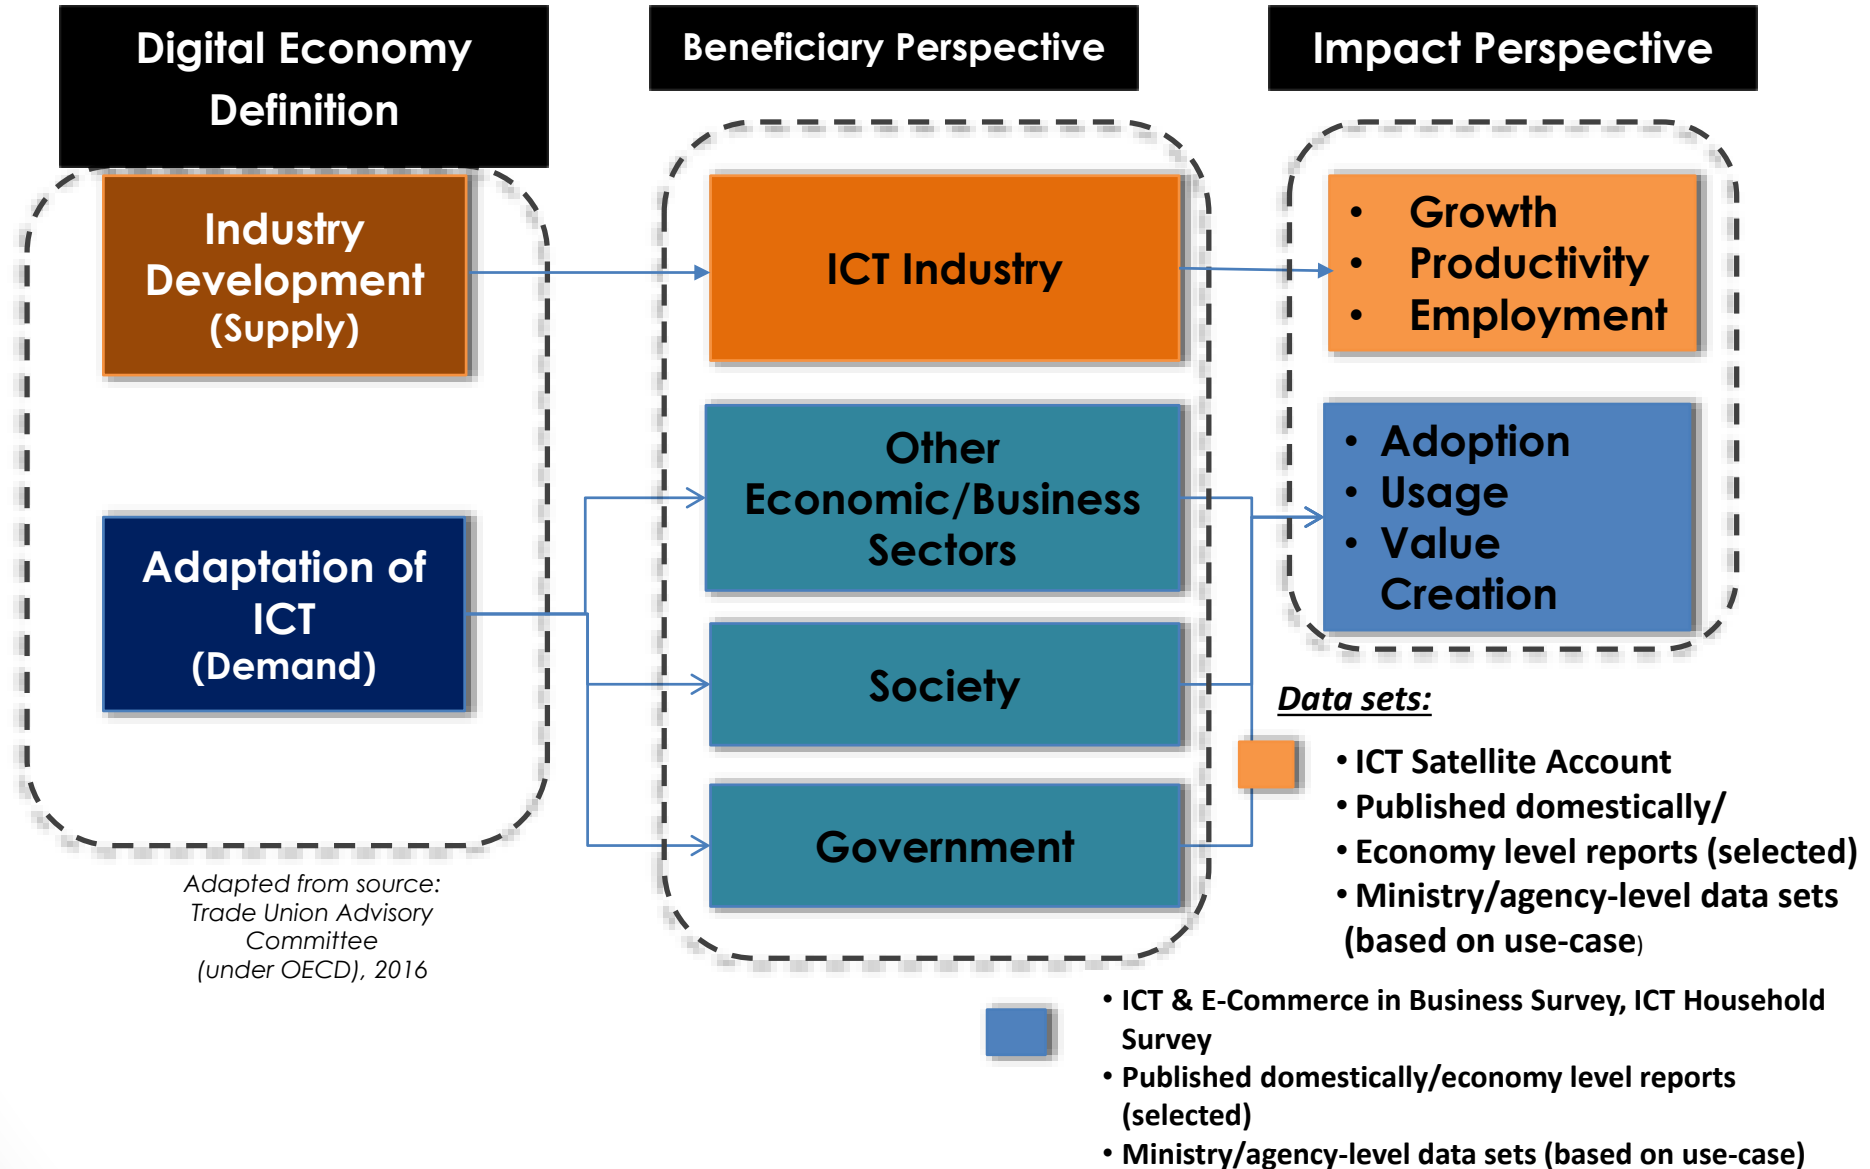 Digital Economy
Definition
Beneficiary Perspective
Impact Perspective
Industry
Development
(Supply)
Adaptation of
ICT
(Demand)
Adapted from source:
Trade Union Advisory
Committee
(under OECD), 2016
ICT Industry
Other
Economic/Business
Sectors
Society
Government
• Growth
• Productivity
• Employment
• Adoption
• Usage
• Value
Creation
Data sets:
• ICT Satellite Account
• Published domestically/
• Economy level reports (selected)
• Ministry/agency-level data sets
(based on use-case)
• ICT & E-Commerce in Business Survey, ICT Household
Survey
• Published domestically/economy level reports
(selected)
• Ministry/agency-level data sets (based on use-case)